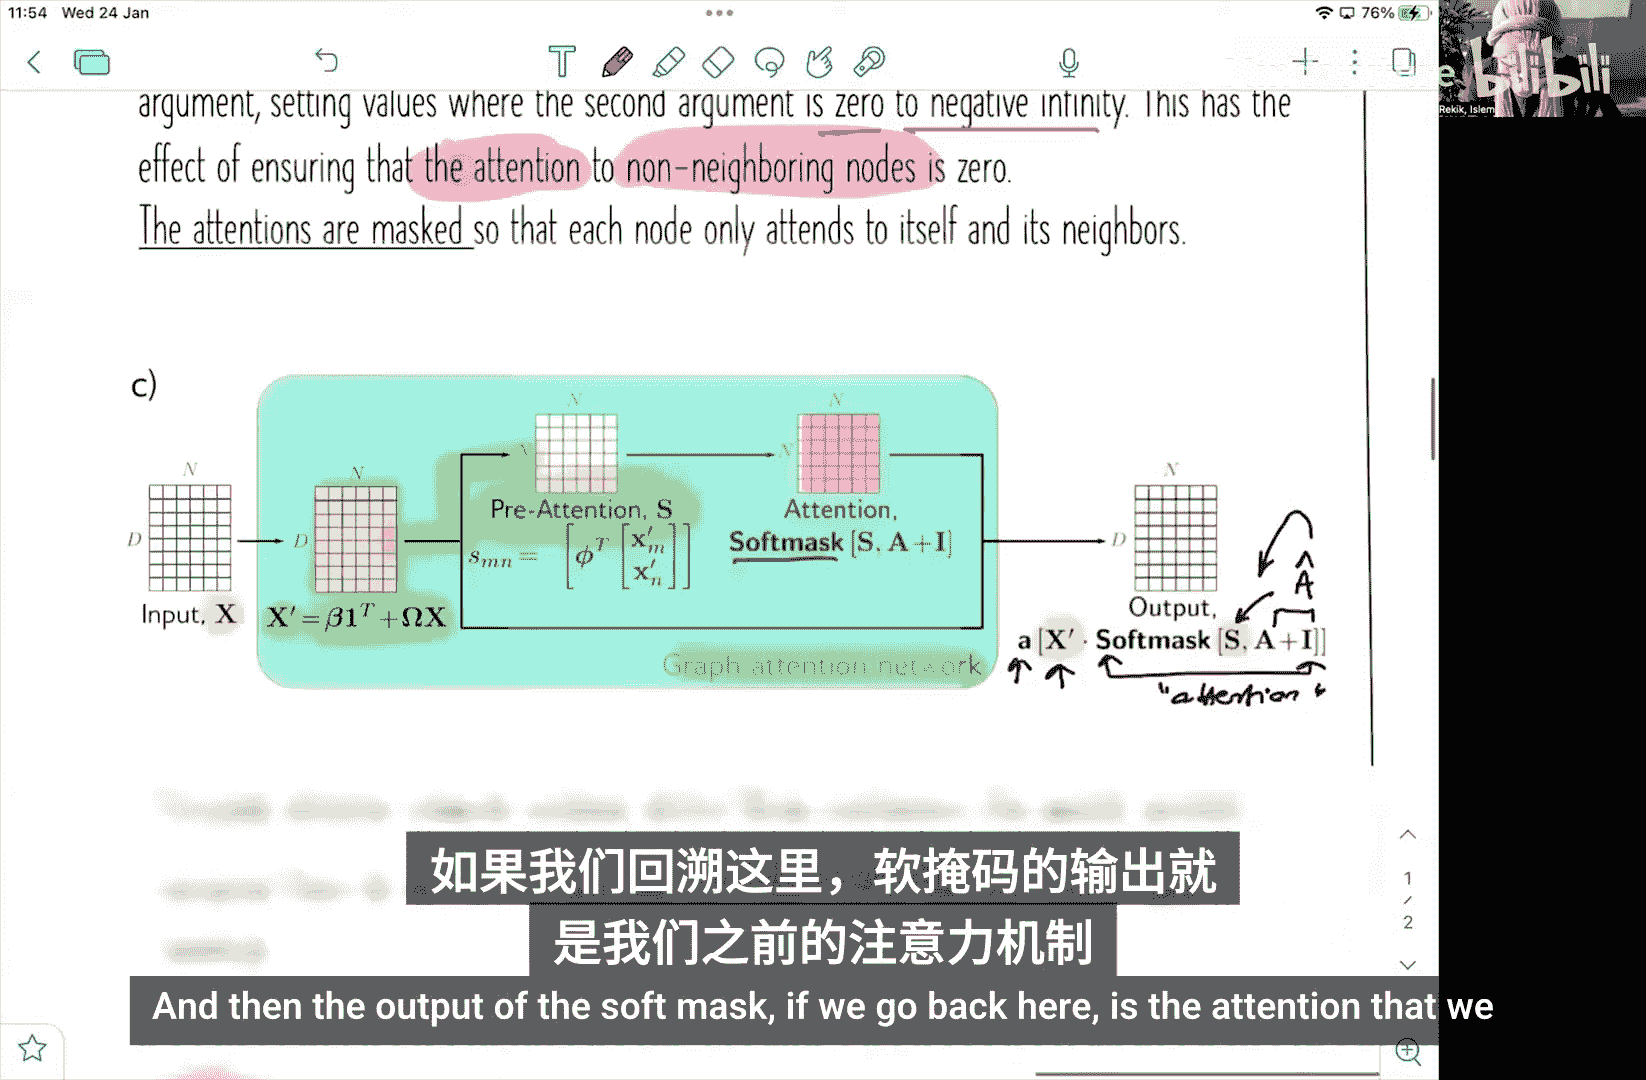 11:54 Wed 24 Jan
76%
bilibili
Rekik, Islem
argument, setting values where the second argument is zero to negative infinity. This has the
effect of ensuring that the attention to non-neighboring nodes is zero.
The attentions are masked so that each node only attends to itself and its neighbors.
c)
N
D
Input, X
N
D
X′ = β1ᵀ + ΩX
N
N
Pre-Attention, S
sₘₙ = [ϕᵀ [x′ₘ x′ₙ]]
N
N
Attention,
Softmask [S, A + I]
Graph attention network
N
D
Output,
Â
a [X′ · Softmask [S, A + I]]
"attention"
如果我们回溯这里，软掩码的输出就
是我们之前的注意力机制
And then the output of the soft mask, if we go back here, is the attention that we
1
/
2